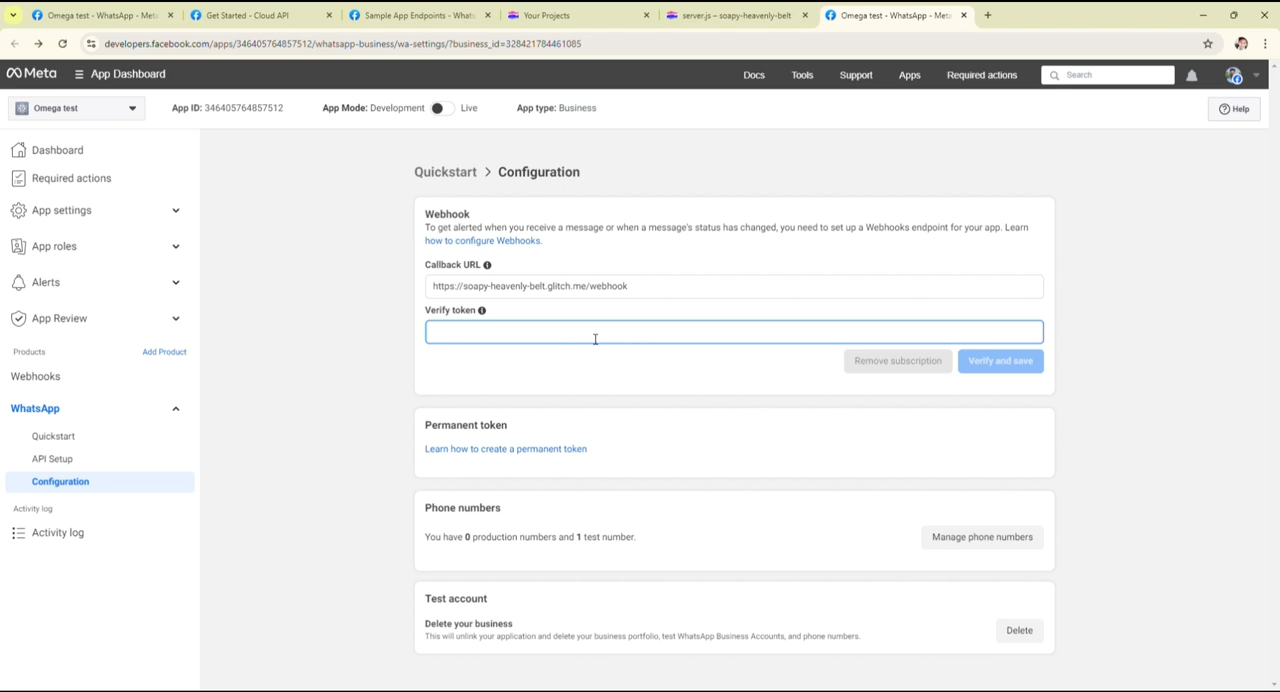 Omega test - WhatsApp - Meta
Get Started - Cloud API
Sample App Endpoints - Whats
Your Projects
server.js – soapy-heavenly-belt
Omega test - WhatsApp - Meta
developers.facebook.com/apps/346405764857512/whatsapp-business/wa-settings/?business_id=328421784461085
Meta
App Dashboard
Docs
Tools
Support
Apps
Required actions
Search
Omega test
App ID: 346405764857512
App Mode: Development
Live
App type: Business
Help
Dashboard
Required actions
App settings
App roles
Alerts
App Review
Products
Add Product
Webhooks
WhatsApp
Quickstart
API Setup
Configuration
Activity log
Activity log
Quickstart > Configuration
Webhook
To get alerted when you receive a message or when a message's status has changed, you need to set up a Webhooks endpoint for your app. Learn
how to configure Webhooks.
Callback URL
https://soapy-heavenly-belt.glitch.me/webhook
Verify token
Remove subscription
Verify and save
Permanent token
Learn how to create a permanent token
Phone numbers
You have 0 production numbers and 1 test number.
Manage phone numbers
Test account
Delete your business
This will unlink your application and delete your business portfolio, test WhatsApp Business Accounts, and phone numbers.
Delete